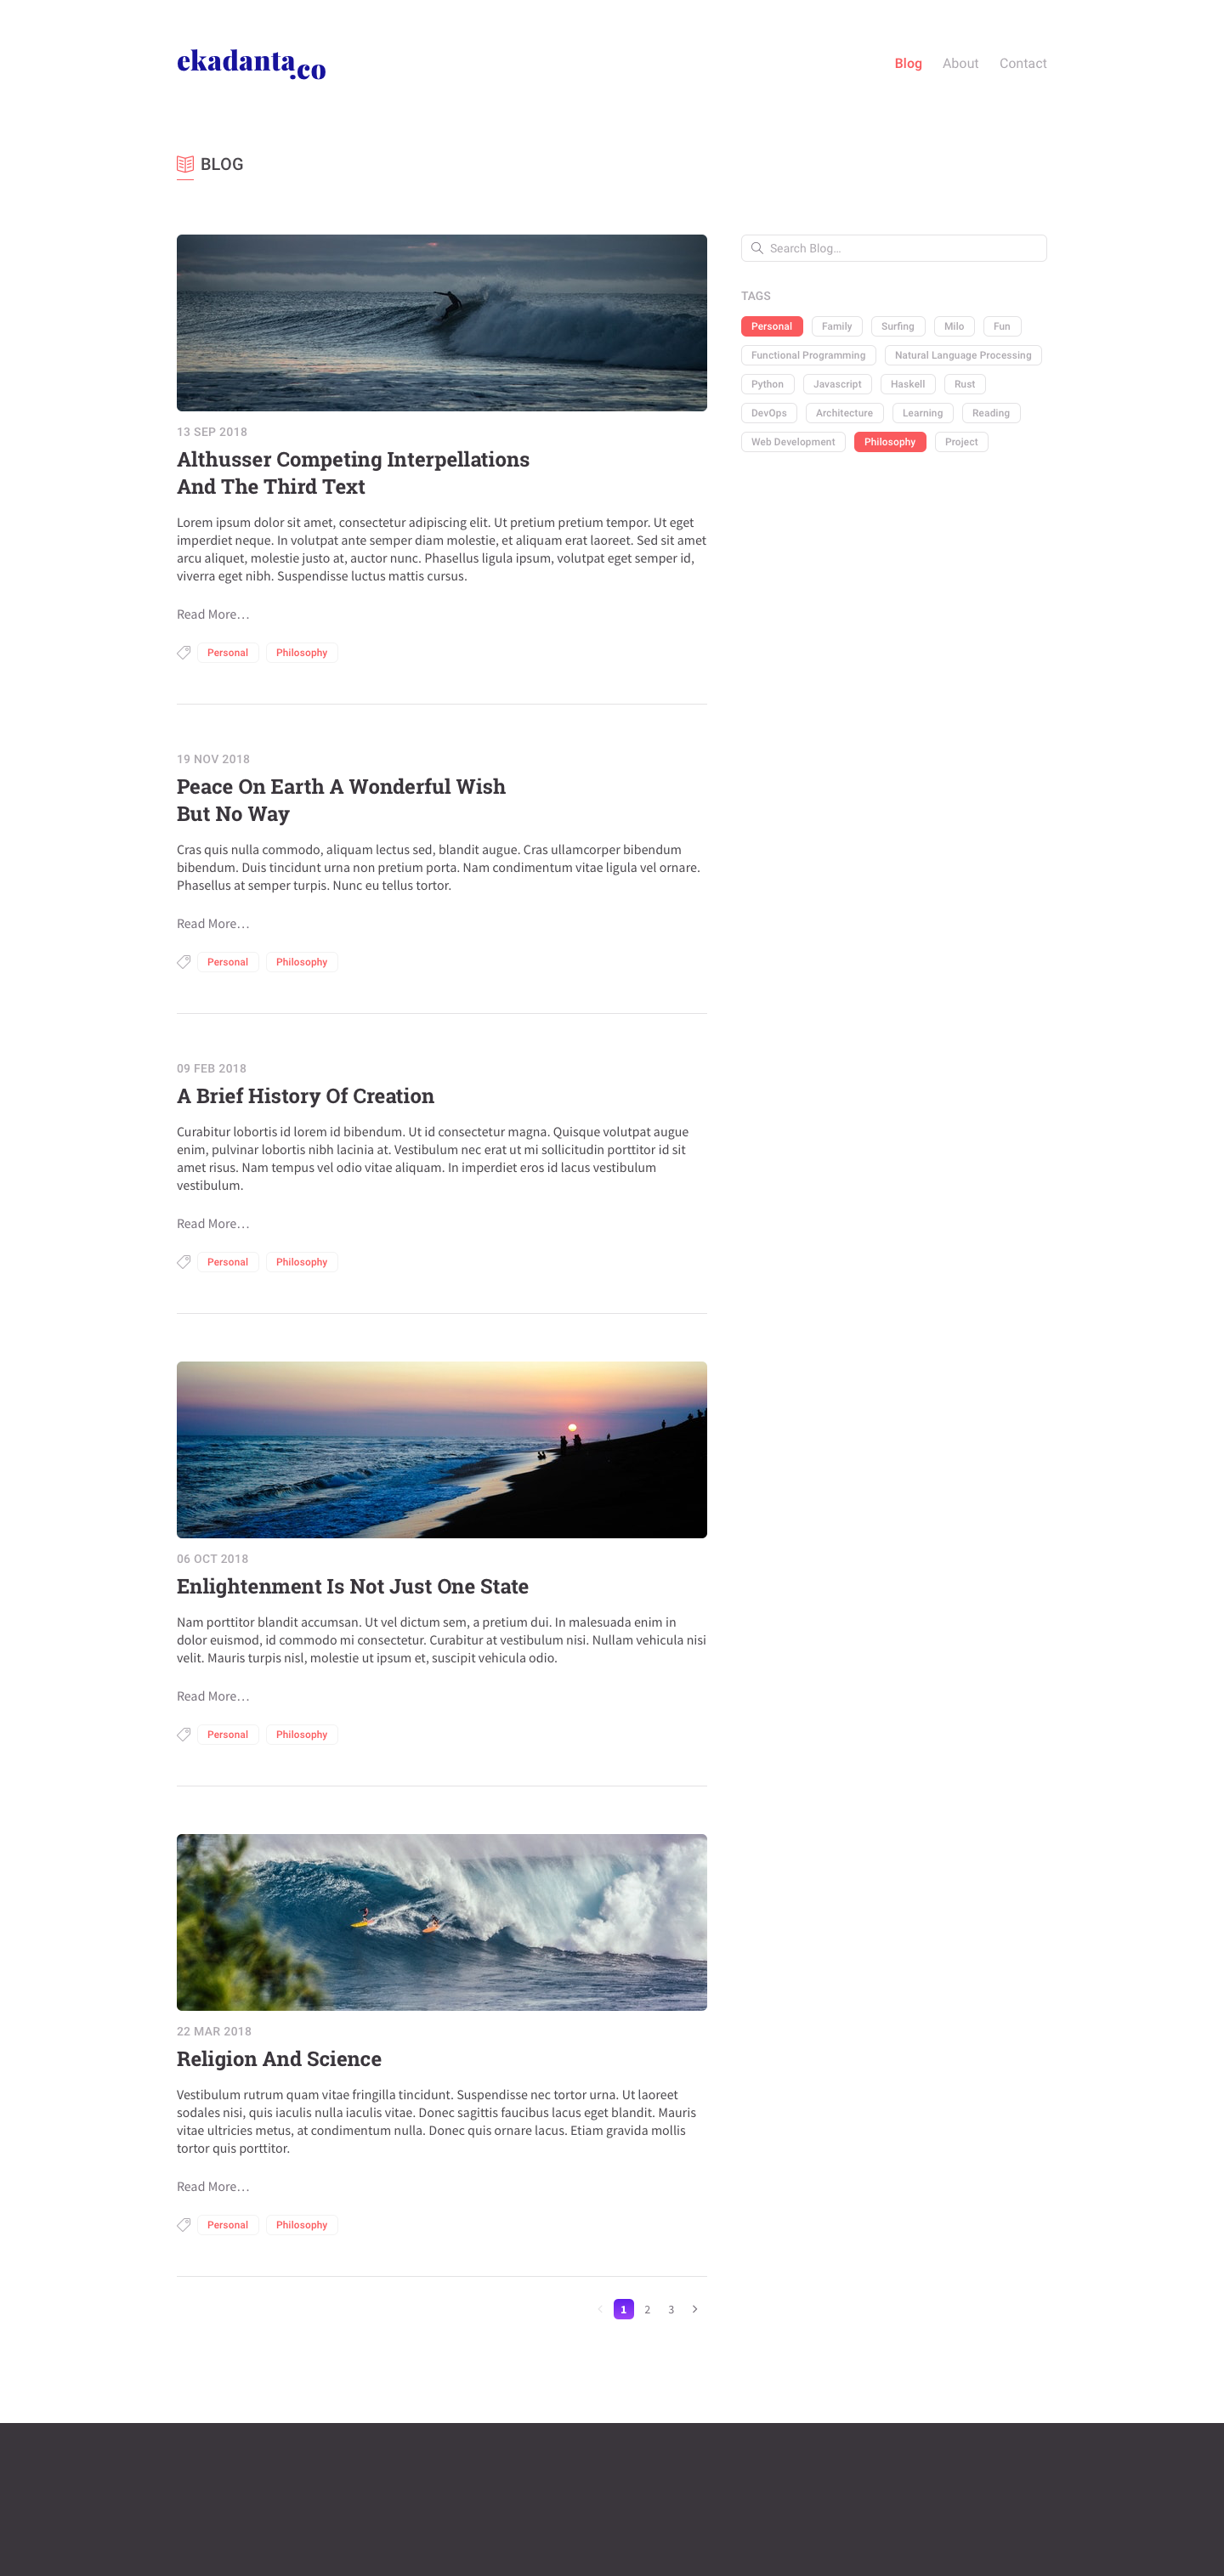 ekadanta.co
Blog About Contact
BLOG
13 SEP 2018
Althusser Competing Interpellations
And The Third Text
Lorem ipsum dolor sit amet, consectetur adipiscing elit. Ut pretium pretium tempor. Ut eget
imperdiet neque. In volutpat ante semper diam molestie, et aliquam erat laoreet. Sed sit amet
arcu aliquet, molestie justo at, auctor nunc. Phasellus ligula ipsum, volutpat eget semper id,
viverra eget nibh. Suspendisse luctus mattis cursus.
Read More…
Personal Philosophy
19 NOV 2018
Peace On Earth A Wonderful Wish
But No Way
Cras quis nulla commodo, aliquam lectus sed, blandit augue. Cras ullamcorper bibendum
bibendum. Duis tincidunt urna non pretium porta. Nam condimentum vitae ligula vel ornare.
Phasellus at semper turpis. Nunc eu tellus tortor.
Read More…
Personal Philosophy
09 FEB 2018
A Brief History Of Creation
Curabitur lobortis id lorem id bibendum. Ut id consectetur magna. Quisque volutpat augue
enim, pulvinar lobortis nibh lacinia at. Vestibulum nec erat ut mi sollicitudin porttitor id sit
amet risus. Nam tempus vel odio vitae aliquam. In imperdiet eros id lacus vestibulum
vestibulum.
Read More…
Personal Philosophy
06 OCT 2018
Enlightenment Is Not Just One State
Nam porttitor blandit accumsan. Ut vel dictum sem, a pretium dui. In malesuada enim in
dolor euismod, id commodo mi consectetur. Curabitur at vestibulum nisi. Nullam vehicula nisi
velit. Mauris turpis nisl, molestie ut ipsum et, suscipit vehicula odio.
Read More…
Personal Philosophy
22 MAR 2018
Religion And Science
Vestibulum rutrum quam vitae fringilla tincidunt. Suspendisse nec tortor urna. Ut laoreet
sodales nisi, quis iaculis nulla iaculis vitae. Donec sagittis faucibus lacus eget blandit. Mauris
vitae ultricies metus, at condimentum nulla. Donec quis ornare lacus. Etiam gravida mollis
tortor quis porttitor.
Read More…
Personal Philosophy
1 2 3
Search Blog…
TAGS
Personal Family Surfing Milo Fun
Functional Programming Natural Language Processing
Python Javascript Haskell Rust
DevOps Architecture Learning Reading
Web Development Philosophy Project